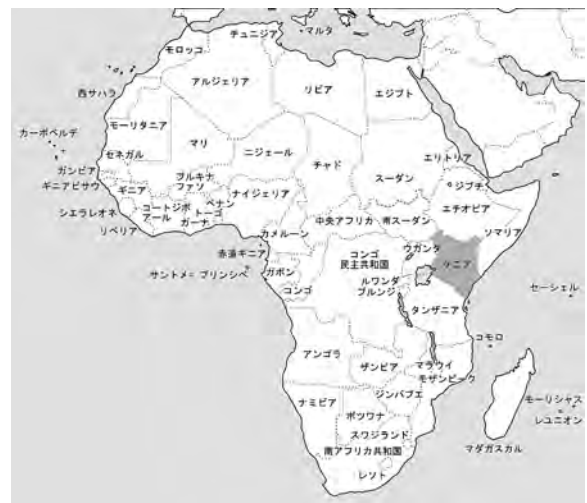 チュニジア
マルタ
モロッコ
アルジェリア
リビア
エジプト
西サハラ
モーリタニア
カーボベルデ
マリ
ニジェール
チャド
スーダン
エリトリア
セネガル
ガンビア
ギニアビサウ
ギニア
ブルキナ
ファソ
ベナン
ナイジェリア
ジブチ
エチオピア
シエラレオネ
コートジボ
アール
トーゴ
ガーナ
リベリア
カメルーン
中央アフリカ
南スーダン
ソマリア
赤道ギニア
サントメ= プリンシペ
ガボン
コンゴ
コンゴ
民主共和国
ウガンダ
ケニア
ルワンダ
ブルンジ
タンザニア
セーシェル
コモロ
アンゴラ
ザンビア
マラウイ
モザンビーク
ジンバブエ
ナミビア
ボツワナ
モーリシャス
レユニオン
マダガスカル
スワジランド
南アフリカ共和国
レソト